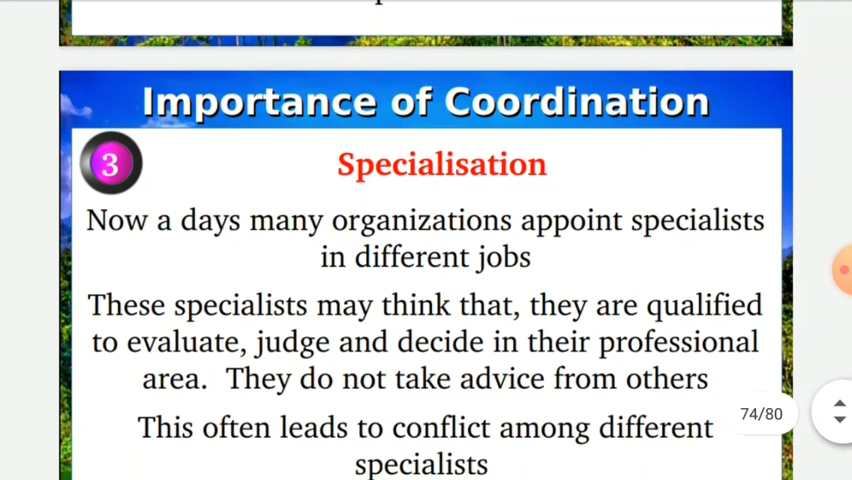 Importance of Coordination
3
Specialisation
Now a days many organizations appoint specialists
in different jobs
These specialists may think that, they are qualified
to evaluate, judge and decide in their professional
area. They do not take advice from others
74/80
This often leads to conflict among different
specialists